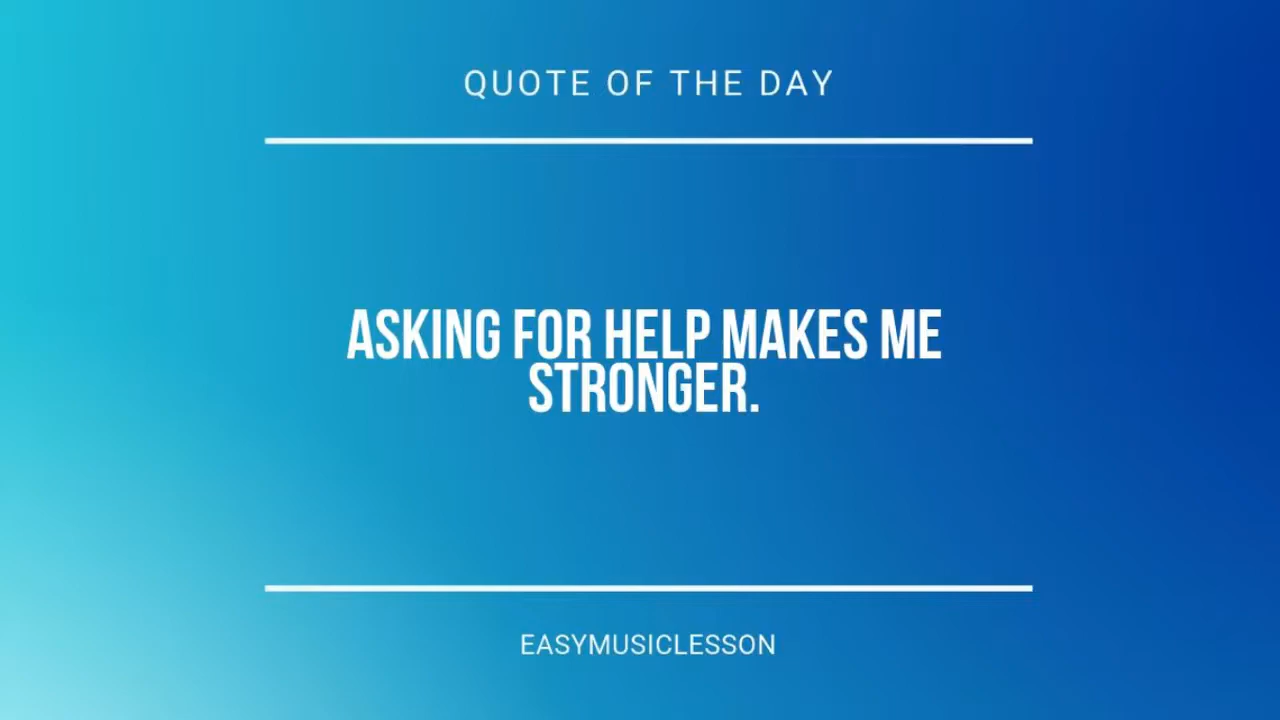 QUOTE OF THE DAY
ASKING FOR HELP MAKES ME
STRONGER.
EASYMUSICLESSON